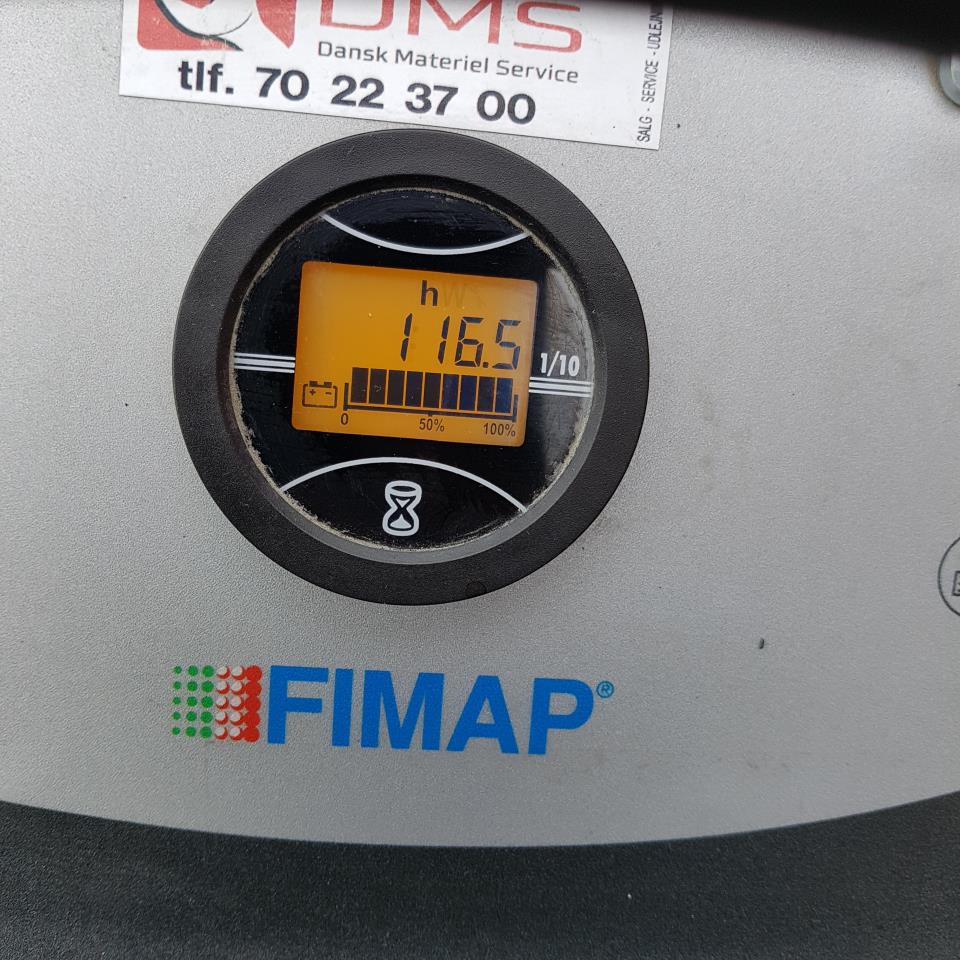 DMS
Dansk Materiel Service
tlf. 70 22 37 00
SALG - SERVICE - UDLEJNING
h
116.5
1/10
0 50% 100%
FIMAP®